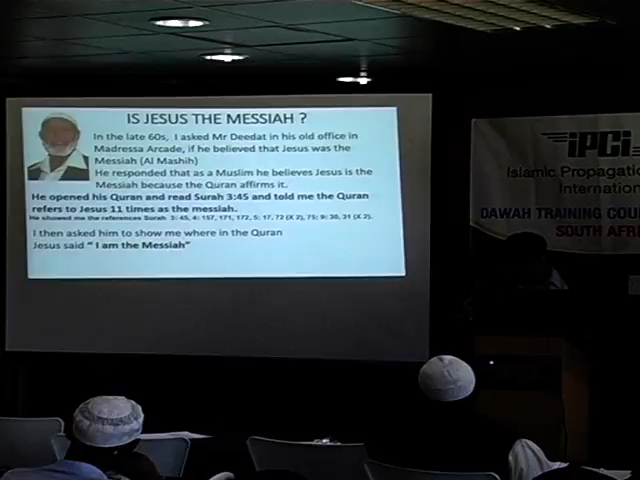 IS JESUS THE MESSIAH ?
In the late 60s, I asked Mr Deedat in his old office in
Madressa Arcade, if he believed that Jesus was the
Messiah (Al Mashih)
He responded that as a Muslim he believes Jesus is the
Messiah because the Quran affirms it.
He opened his Quran and read Surah 3:45 and told me the Quran
refers to Jesus 11 times as the messiah.
He showed me the references Surah 3: 45, 4: 157, 171, 172, 5: 17, 72 (X 2), 75; 9: 30, 31 (X 2).
I then asked him to show me where in the Quran
Jesus said " I am the Messiah"
iPCi
Islamic Propagation
Internation
DAWAH TRAINING COU
SOUTH AFRI